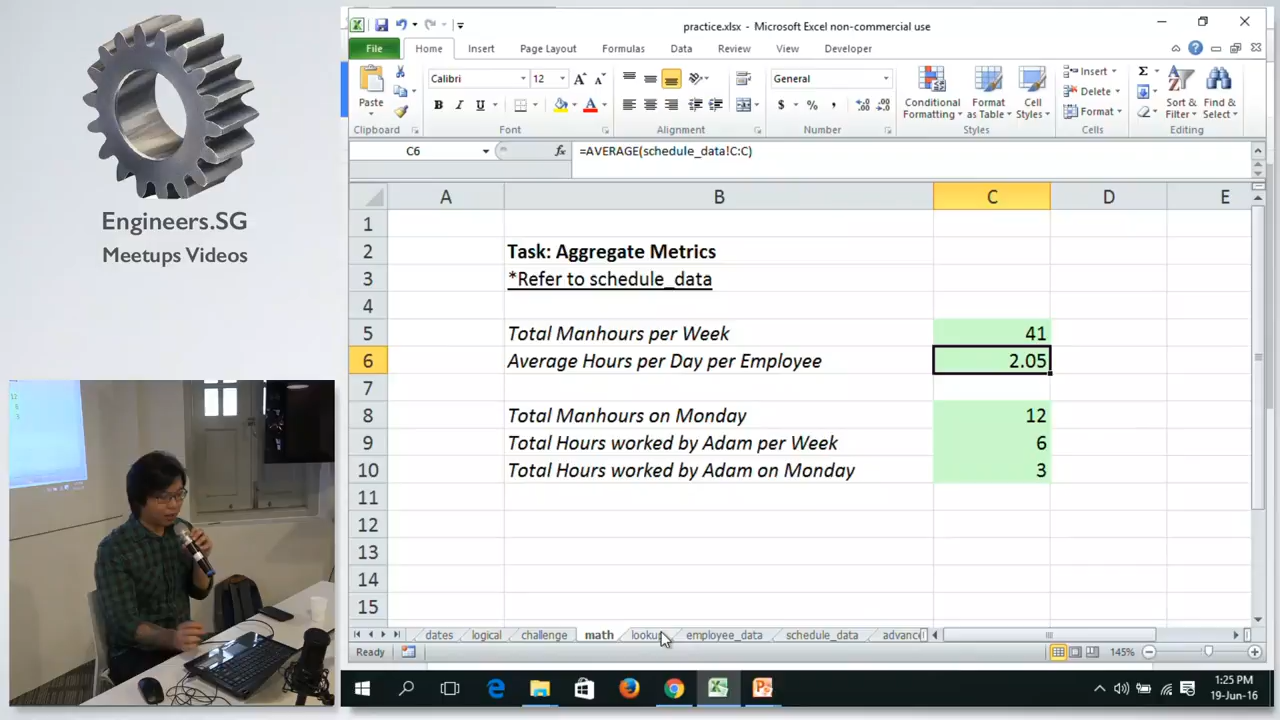 Engineers.SG
Meetups Videos
practice.xlsx - Microsoft Excel non-commercial use
File Home Insert Page Layout Formulas Data Review View Developer
Paste
Calibri 12
B I U
General
$ % ,
Conditional Formatting
Format as Table
Cell Styles
Insert
Delete
Format
Sort & Filter
Find & Select
Clipboard Font Alignment Number Styles Cells Editing
C6 fx =AVERAGE(schedule_data!C:C)
A B C D E
1
2 Task: Aggregate Metrics
3 *Refer to schedule_data
4
5 Total Manhours per Week 41
6 Average Hours per Day per Employee 2.05
7
8 Total Manhours on Monday 12
9 Total Hours worked by Adam per Week 6
10 Total Hours worked by Adam on Monday 3
11
12
13
14
15
dates logical challenge math employee_data schedule_data
Ready 145%
1:25 PM
19-Jun-16